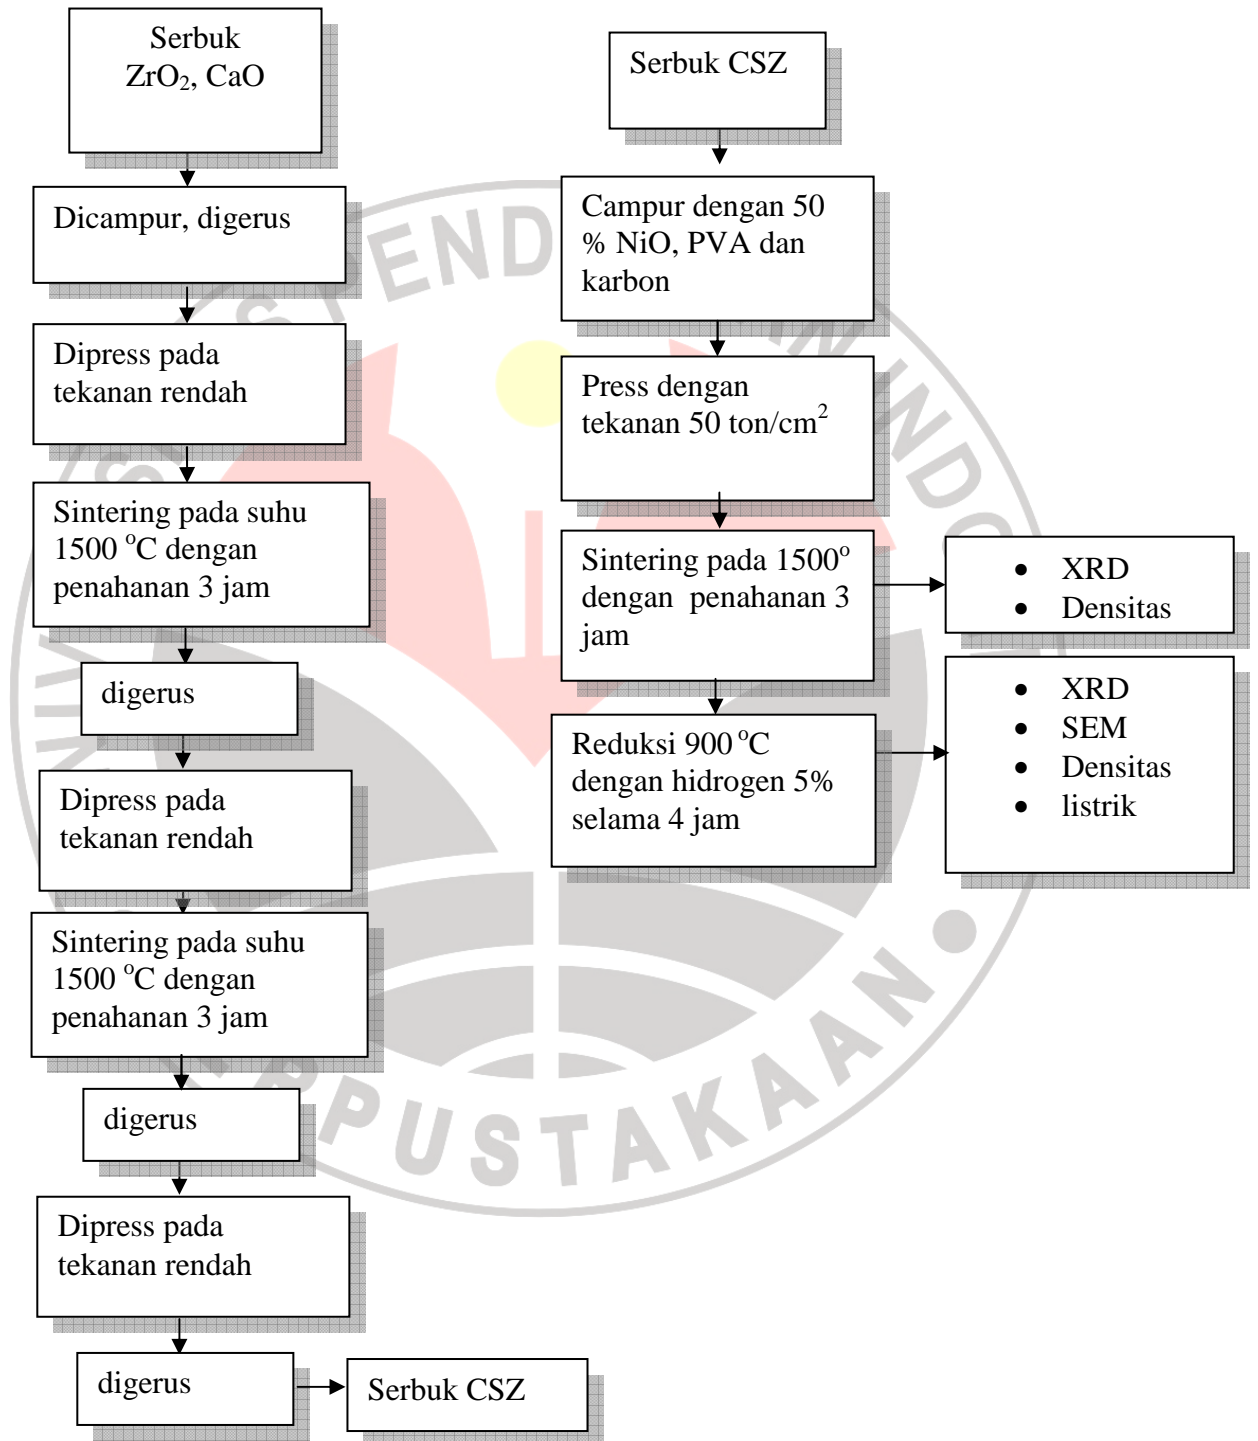 Serbuk
ZrO₂, CaO
Dicampur, digerus
Dipress pada
tekanan rendah
Sintering pada suhu
1500 °C dengan
penahanan 3 jam
digerus
Dipress pada
tekanan rendah
Sintering pada suhu
1500 °C dengan
penahanan 3 jam
digerus
Dipress pada
tekanan rendah
digerus
Serbuk CSZ
Serbuk CSZ
Campur dengan 50
% NiO, PVA dan
karbon
Press dengan
tekanan 50 ton/cm²
Sintering pada 1500°
dengan penahanan 3
jam
• XRD
• Densitas
Reduksi 900 °C
dengan hidrogen 5%
selama 4 jam
• XRD
• SEM
• Densitas
• listrik
PUSTAKAAN